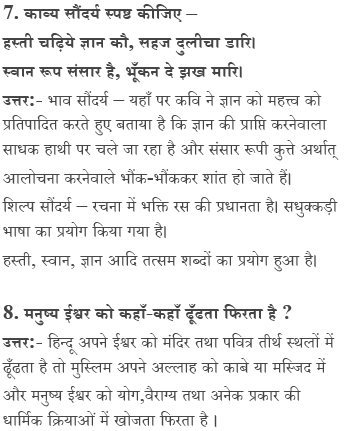 7. काव्य सौंदर्य स्पष्ट कीजिए –
हस्ती चढ़िये ज्ञान कौ, सहज दुलीचा डारि।
स्वान रूप संसार है, भूँकन दे झख मारि।
उत्तर:- भाव सौंदर्य – यहाँ पर कवि ने ज्ञान को महत्त्व को
प्रतिपादित करते हुए बताया है कि ज्ञान की प्राप्ति करनेवाला
साधक हाथी पर चले जा रहा है और संसार रूपी कुत्ते अर्थात्
आलोचना करनेवाले भौंक-भौंककर शांत हो जाते हैं।
शिल्प सौंदर्य – रचना में भक्ति रस की प्रधानता है। सधुक्कड़ी
भाषा का प्रयोग किया गया है।
हस्ती, स्वान, ज्ञान आदि तत्सम शब्दों का प्रयोग हुआ है।
8. मनुष्य ईश्वर को कहाँ-कहाँ ढूँढता फिरता है ?
उत्तर:- हिन्दू अपने ईश्वर को मंदिर तथा पवित्र तीर्थ स्थलों में
ढूँढ़ता है तो मुस्लिम अपने अल्लाह को काबे या मस्जिद में
और मनुष्य ईश्वर को योग,वैराग्य तथा अनेक प्रकार की
धार्मिक क्रियाओं में खोजता फिरता है ।